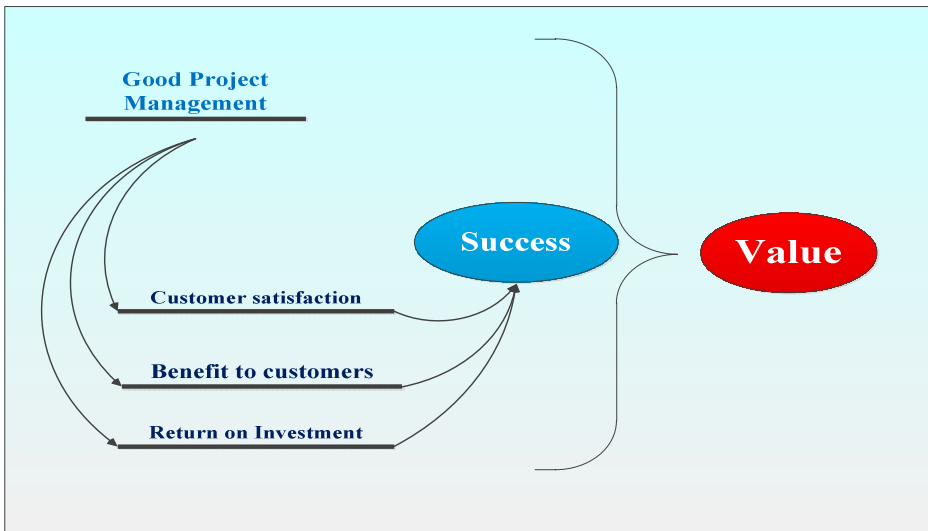 Good Project
Management
Success
Value
Customer satisfaction
Benefit to customers
Return on Investment